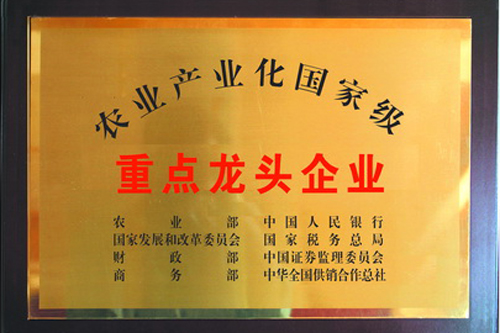 农业产业化国家级
重点龙头企业
农业部 中国人民银行
国家发展和改革委员会 国家税务总局
财政部 中国证券监理委员会
商务部 中华全国供销合作总社